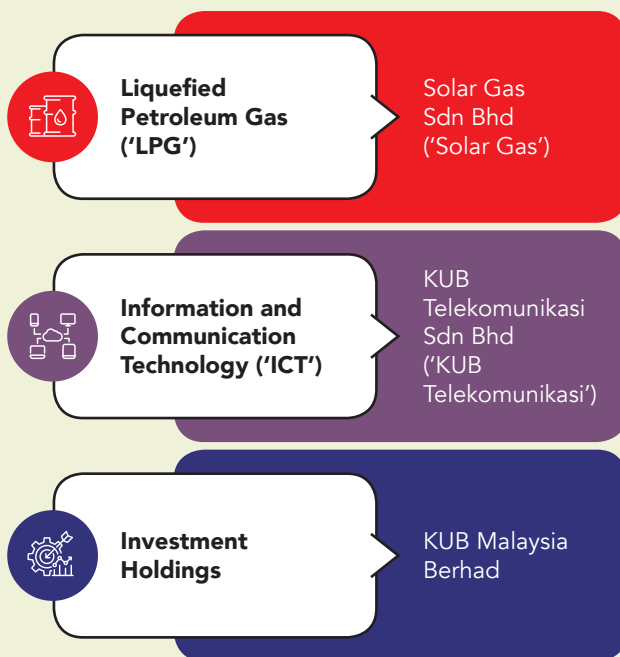 Liquefied
Petroleum Gas
(‘LPG’)
Solar Gas
Sdn Bhd
(‘Solar Gas’)
Information and
Communication
Technology (‘ICT’)
KUB
Telekomunikasi
Sdn Bhd
(‘KUB
Telekomunikasi’)
Investment
Holdings
KUB Malaysia
Berhad